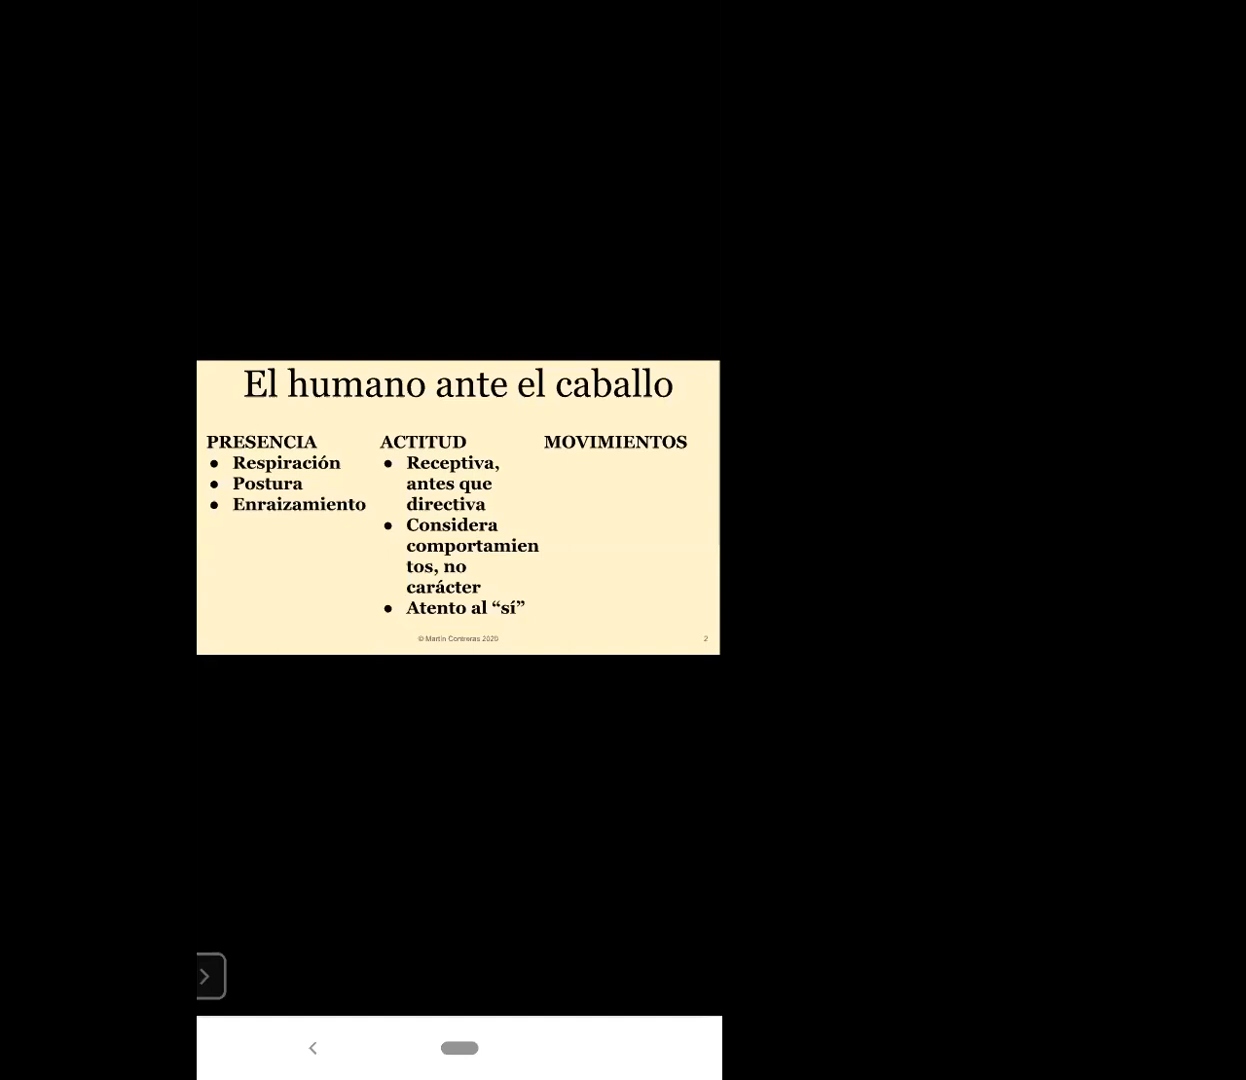 El humano ante el caballo
PRESENCIA
● Respiración
● Postura
● Enraizamiento
ACTITUD
● Receptiva,
antes que
directiva
● Considera
comportamien
tos, no
carácter
● Atento al “sí”
MOVIMIENTOS
© Martín Contreras 2020
2